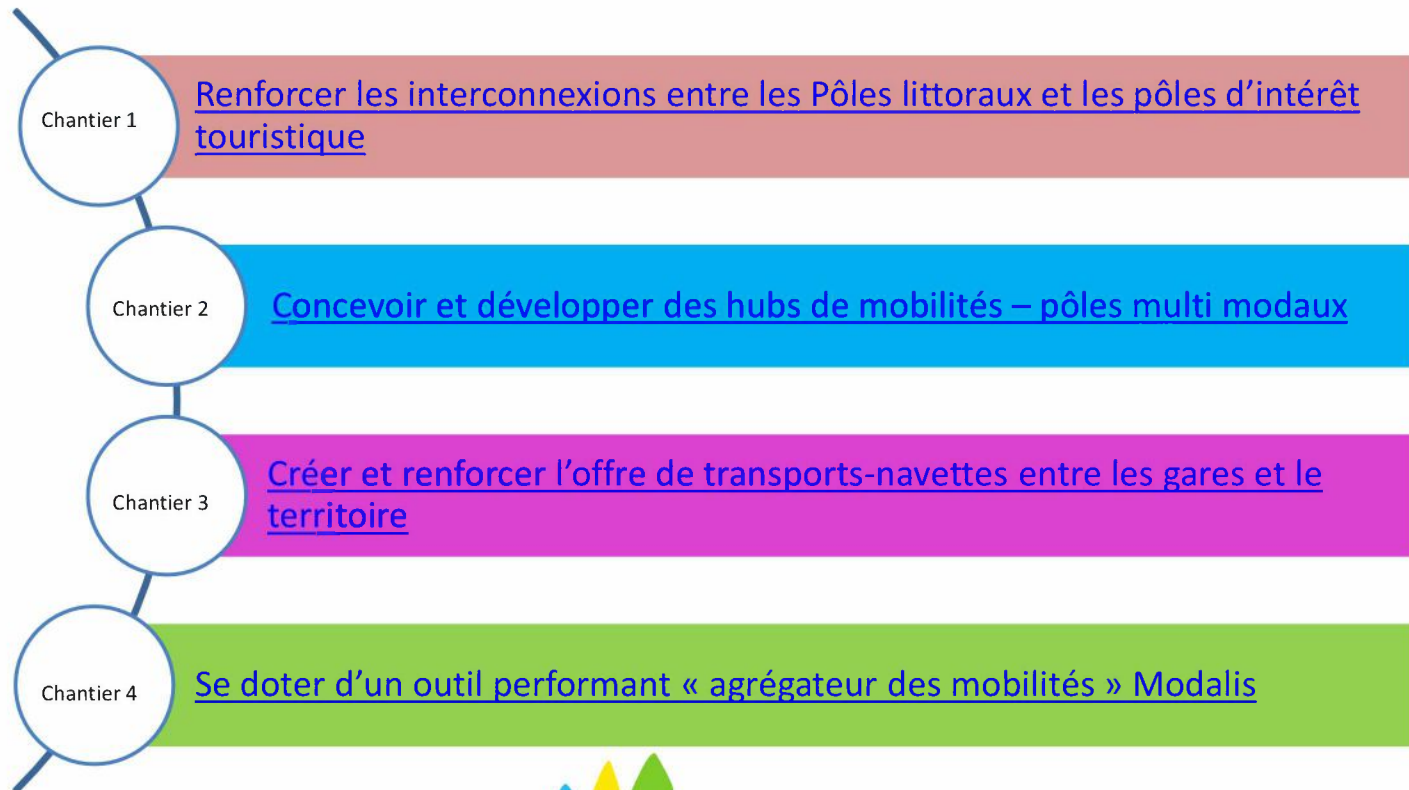 Chantier 1
Renforcer les interconnexions entre les Pôles littoraux et les pôles d’intérêt
touristique
Chantier 2
Concevoir et développer des hubs de mobilités – pôles multi modaux
Chantier 3
Créer et renforcer l’offre de transports-navettes entre les gares et le
territoire
Chantier 4
Se doter d’un outil performant « agrégateur des mobilités » Modalis